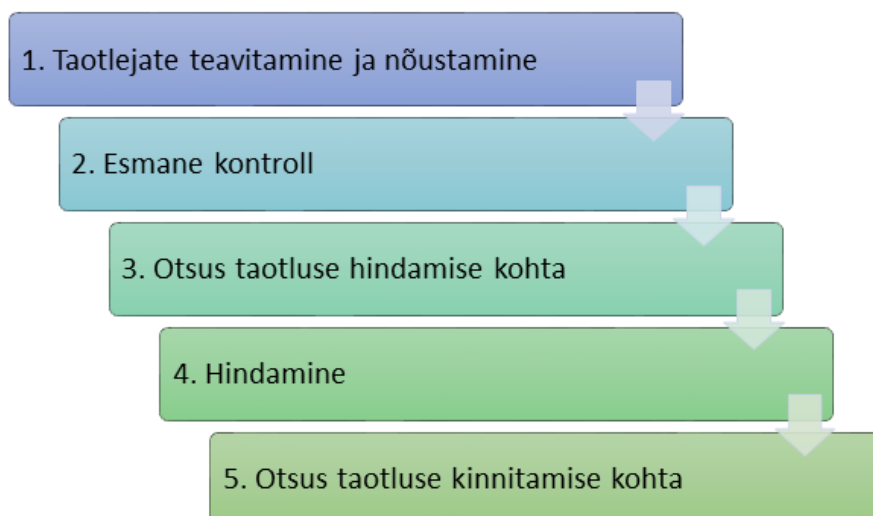 1. Taotlejate teavitamine ja nõustamine
2. Esmane kontroll
3. Otsus taotluse hindamise kohta
4. Hindamine
5. Otsus taotluse kinnitamise kohta